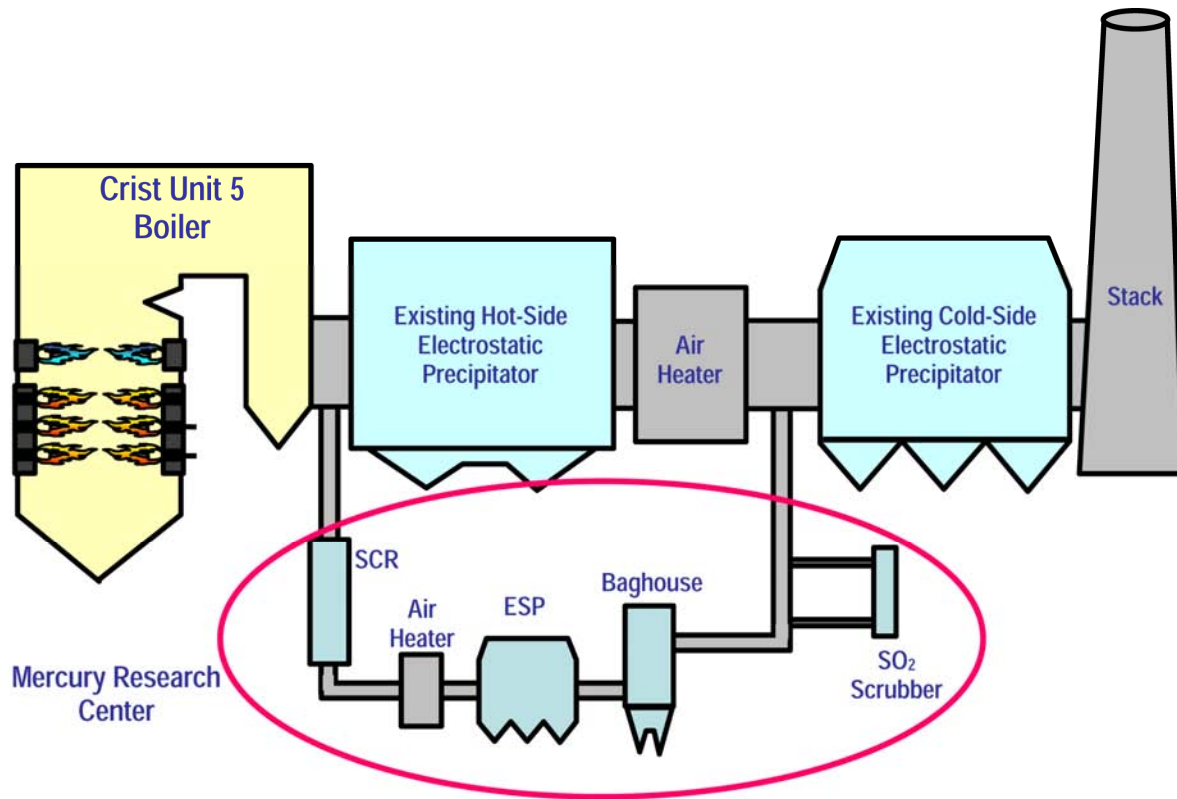 Crist Unit 5
Boiler
Existing Hot-Side
Electrostatic
Precipitator
Air
Heater
Existing Cold-Side
Electrostatic
Precipitator
Stack
SCR
Air
Heater
ESP
Baghouse
SO₂
Scrubber
Mercury Research
Center